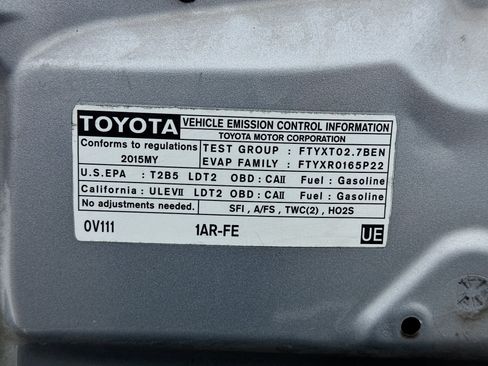 TOYOTA VEHICLE EMISSION CONTROL INFORMATION
TOYOTA MOTOR CORPORATION
Conforms to regulations
2015MY
TEST GROUP : FTYXT02.7BEN
EVAP FAMILY : FTYXR0165P22
U.S.EPA : T2B5 LDT2 OBD : CAII Fuel : Gasoline
California : ULEVII LDT2 OBD : CAII Fuel : Gasoline
No adjustments needed. SFI , A/FS , TWC(2) , HO2S
0V111 1AR-FE UE